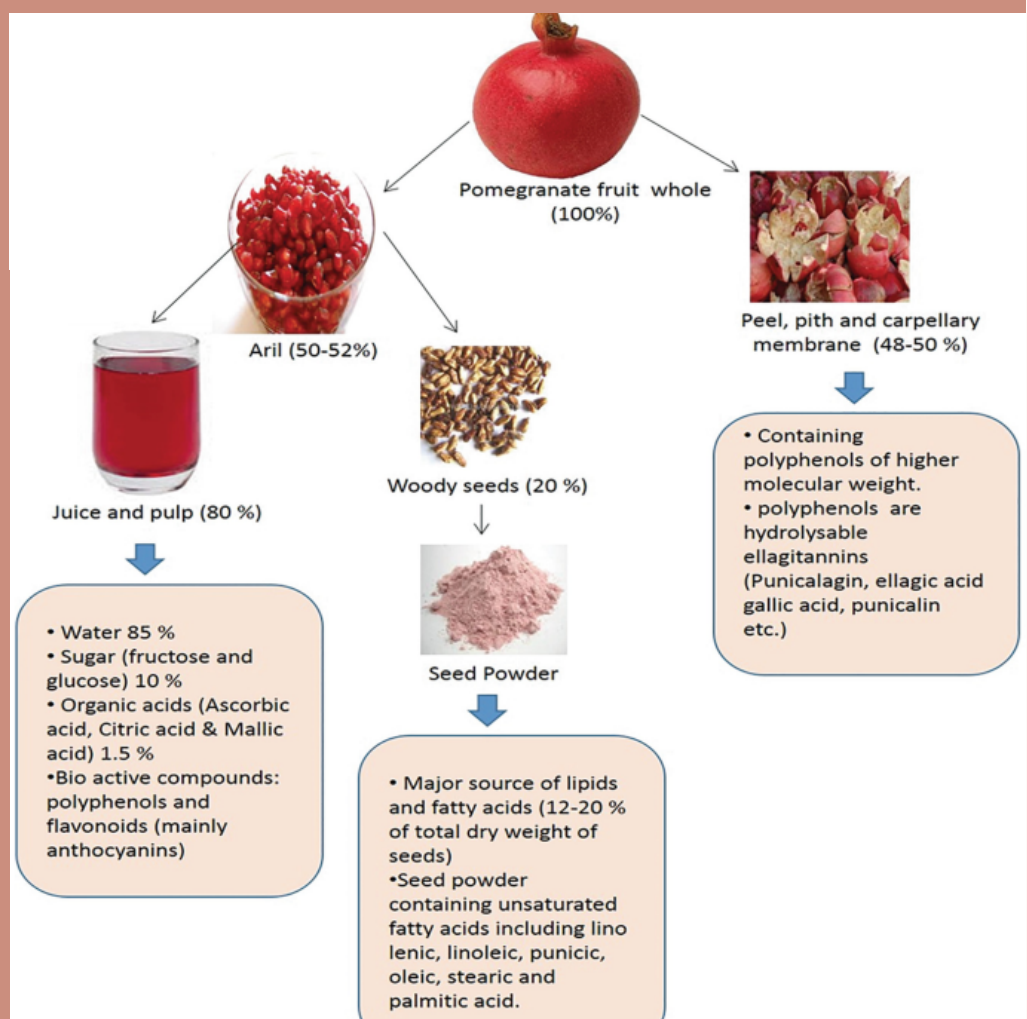 Pomegranate fruit whole
(100%)
Aril (50-52%)
Peel, pith and carpellary
membrane (48-50 %)
Juice and pulp (80 %)
Woody seeds (20 %)
Seed Powder
• Water 85 %
• Sugar (fructose and
glucose) 10 %
• Organic acids (Ascorbic
acid, Citric acid & Mallic
acid) 1.5 %
•Bio active compounds:
polyphenols and
flavonoids (mainly
anthocyanins)
• Major source of lipids
and fatty acids (12-20 %
of total dry weight of
seeds)
•Seed powder
containing unsaturated
fatty acids including lino
lenic, linoleic, punicic,
oleic, stearic and
palmitic acid.
• Containing
polyphenols of higher
molecular weight.
• polyphenols are
hydrolysable
ellagitannins
(Punicalagin, ellagic acid
gallic acid, punicalin
etc.)